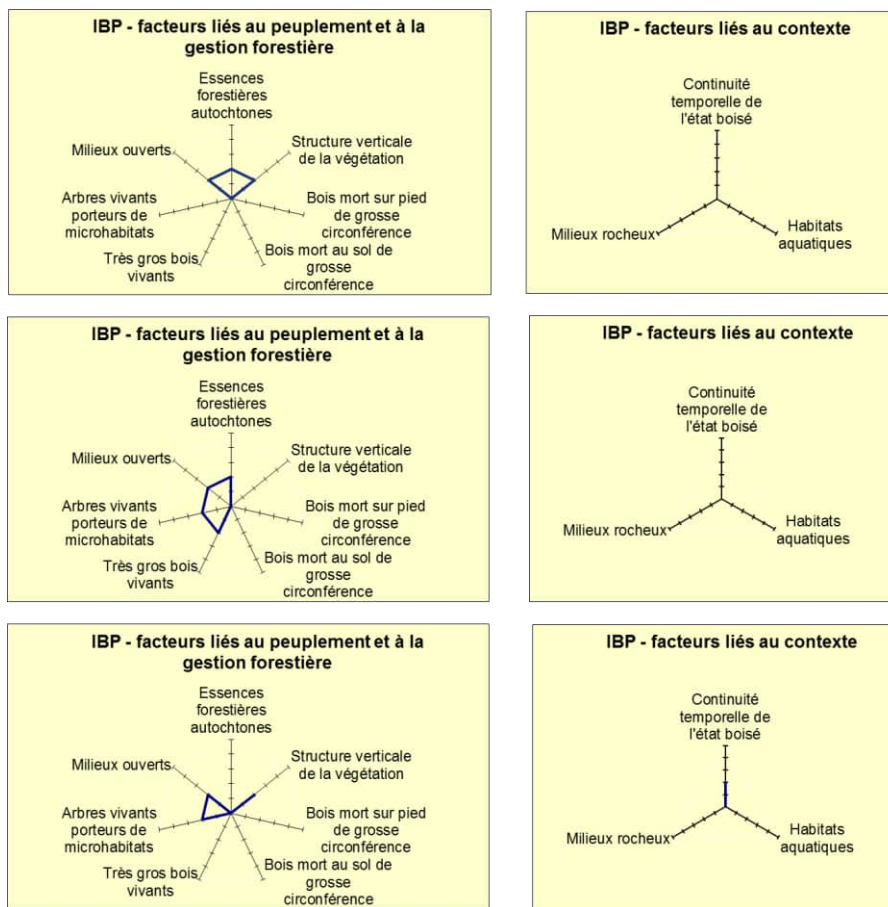 IBP - facteurs liés au peuplement et à la
gestion forestière
Essences
forestières
autochtones
Milieux ouverts
Structure verticale
de la végétation
Arbres vivants
porteurs de
microhabitats
Bois mort sur pied
de grosse
circonférence
Très gros bois
vivants
Bois mort au sol de
grosse
circonférence
IBP - facteurs liés au contexte
Continuité
temporelle de
l'état boisé
Milieux rocheux
Habitats
aquatiques
IBP - facteurs liés au peuplement et à la
gestion forestière
Essences
forestières
autochtones
Milieux ouverts
Structure verticale
de la végétation
Arbres vivants
porteurs de
microhabitats
Bois mort sur pied
de grosse
circonférence
Très gros bois
vivants
Bois mort au sol de
grosse
circonférence
IBP - facteurs liés au contexte
Continuité
temporelle de
l'état boisé
Milieux rocheux
Habitats
aquatiques
IBP - facteurs liés au peuplement et à la
gestion forestière
Essences
forestières
autochtones
Milieux ouverts
Structure verticale
de la végétation
Arbres vivants
porteurs de
microhabitats
Bois mort sur pied
de grosse
circonférence
Très gros bois
vivants
Bois mort au sol de
grosse
circonférence
IBP - facteurs liés au contexte
Continuité
temporelle de
l'état boisé
Milieux rocheux
Habitats
aquatiques